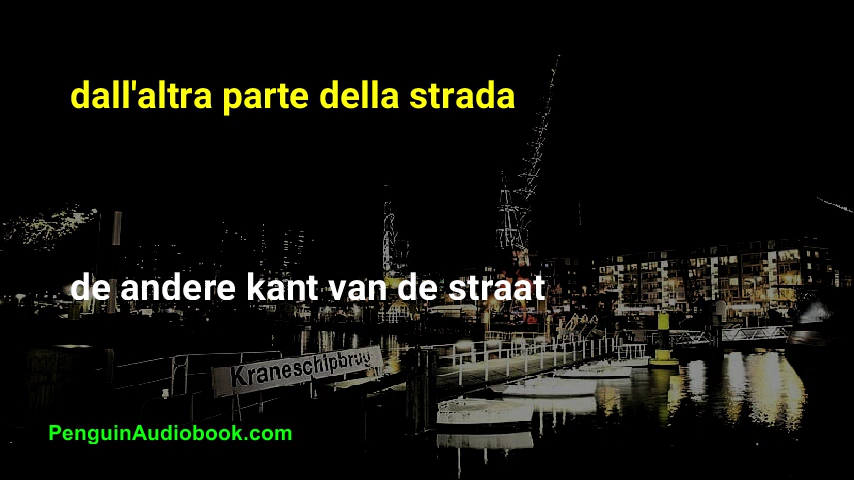 dall'altra parte della strada
de andere kant van de straat
Kraneschipbrug
PenguinAudiobook.com